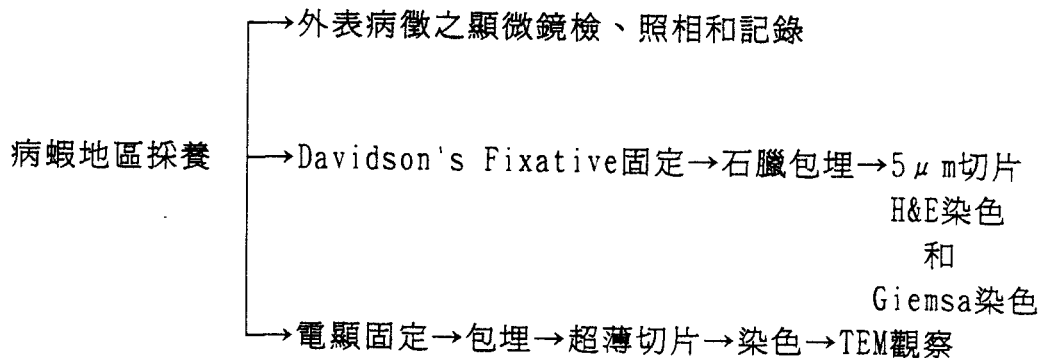 →外表病徵之顯微鏡檢、照相和記錄
病蝦地區採養
→Davidson's Fixative固定→石臘包埋→5μm切片
H&E染色
和
Giemsa染色
→電顯固定→包埋→超薄切片→染色→TEM觀察